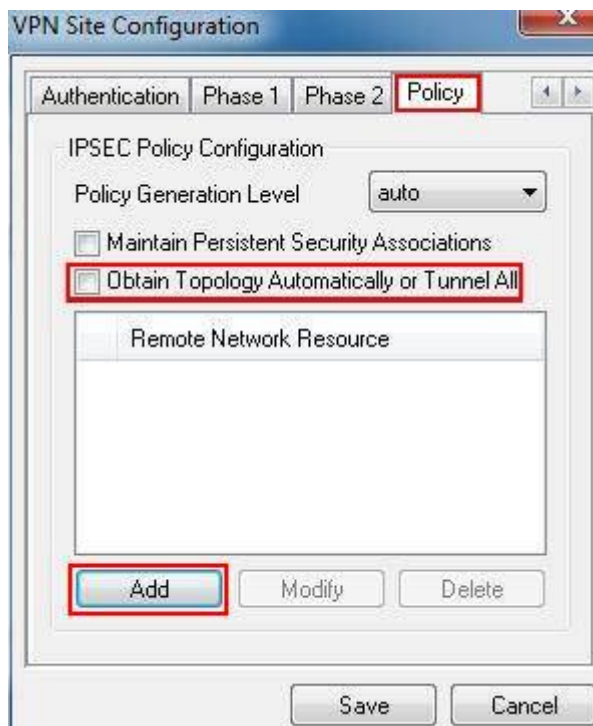 VPN Site Configuration
Authentication Phase 1 Phase 2 Policy
IPSEC Policy Configuration
Policy Generation Level auto
Maintain Persistent Security Associations
Obtain Topology Automatically or Tunnel All
Remote Network Resource
Add Modify Delete
Save Cancel